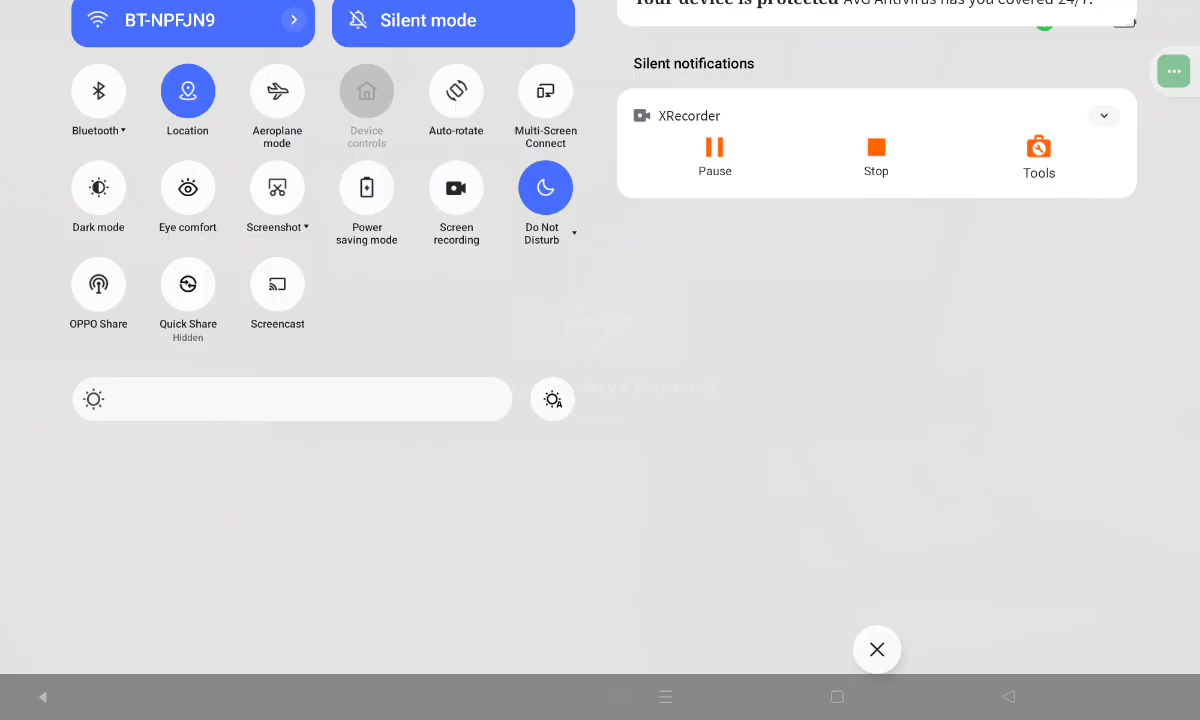 BT-NPFJN9
Silent mode
Your device is protected AVG Antivirus has you covered 24/7.
Silent notifications
XRecorder
Pause
Stop
Tools
Bluetooth
Location
Aeroplane mode
Device controls
Auto-rotate
Multi-Screen Connect
Dark mode
Eye comfort
Screenshot
Power saving mode
Screen recording
Do Not Disturb
OPPO Share
Quick Share
Hidden
Screencast